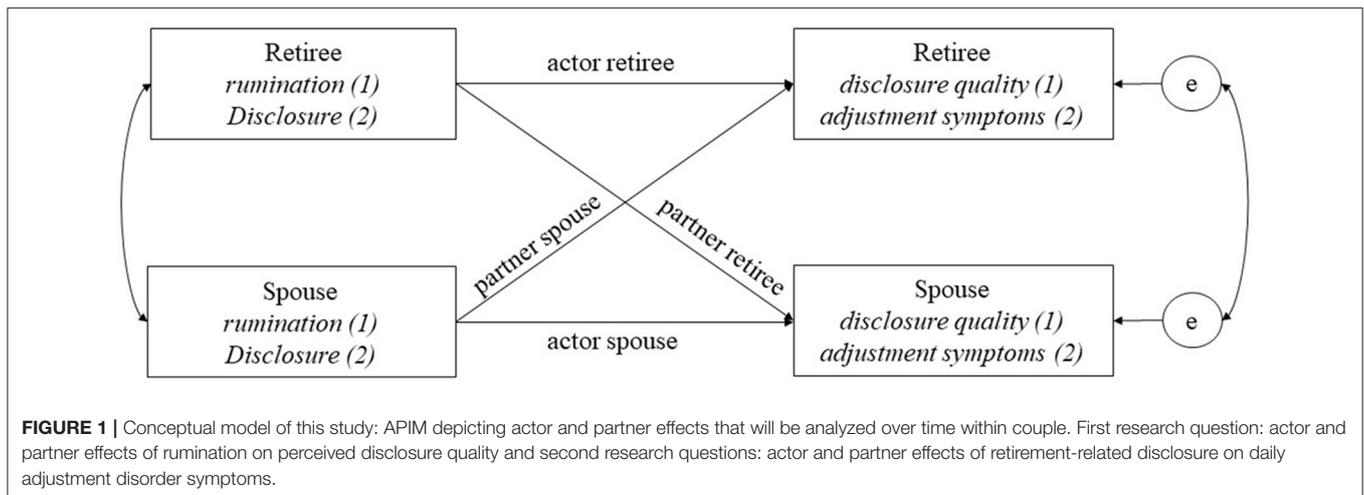 Retiree
rumination (1)
Disclosure (2)
actor retiree
Retiree
disclosure quality (1)
adjustment symptoms (2)
e
partner spouse
partner retiree
Spouse
rumination (1)
Disclosure (2)
actor spouse
Spouse
disclosure quality (1)
adjustment symptoms (2)
e
FIGURE 1 | Conceptual model of this study: APIM depicting actor and partner effects that will be analyzed over time within couple. First research question: actor and
partner effects of rumination on perceived disclosure quality and second research questions: actor and partner effects of retirement-related disclosure on daily
adjustment disorder symptoms.